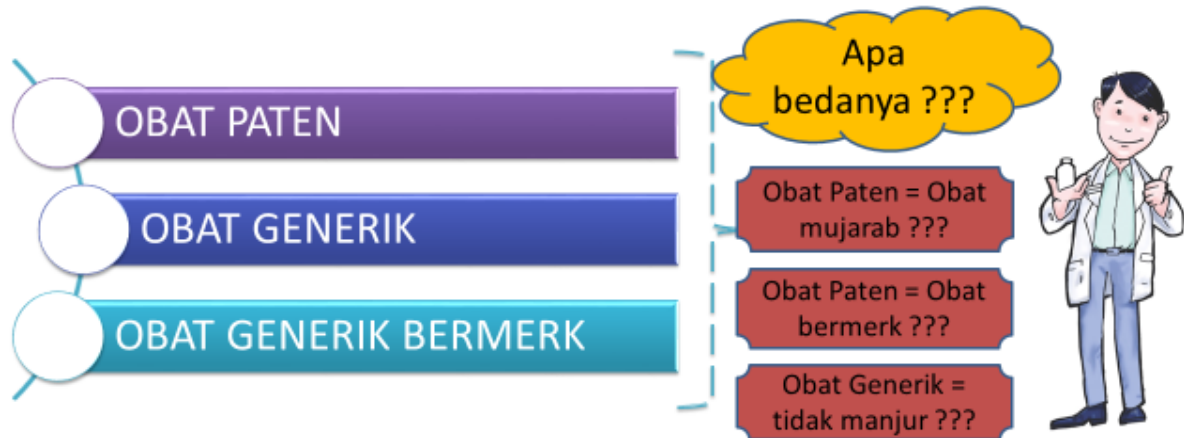 OBAT PATEN
OBAT GENERIK
OBAT GENERIK BERMERK
Apa
bedanya ???
Obat Paten = Obat
mujarab ???
Obat Paten = Obat
bermerk ???
Obat Generik =
tidak manjur ???